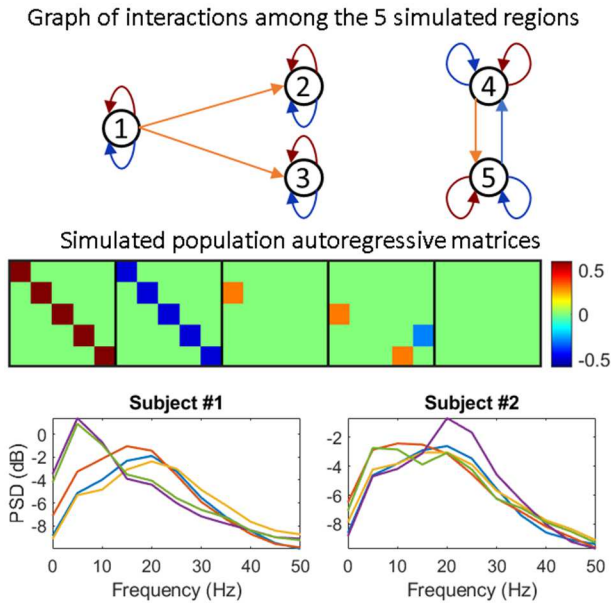 Graph of interactions among the 5 simulated regions
1
2
3
4
5
Simulated population autoregressive matrices
0.5
0
-0.5
Subject #1
PSD (dB)
0
-2
-4
-6
-8
0 10 20 30 40 50
Frequency (Hz)
Subject #2
-2
-4
-6
-8
0 10 20 30 40 50
Frequency (Hz)